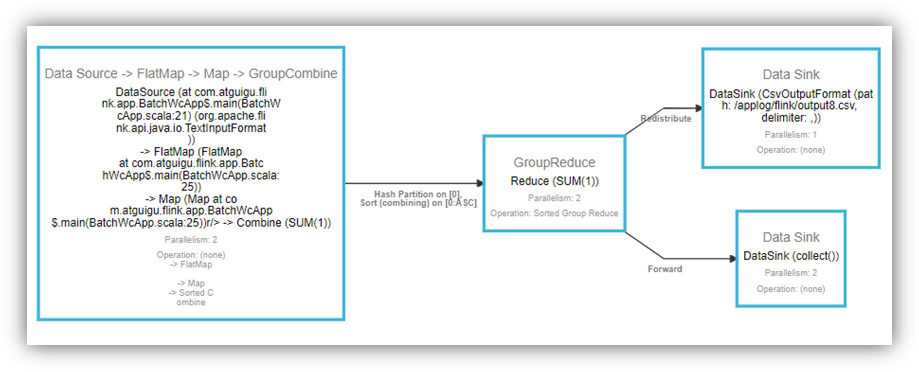 Data Source -> FlatMap -> Map -> GroupCombine
DataSource (at com.atguigu.fli
nk.app.BatchWcApp$.main(BatchW
cApp.scala:21) (org.apache.fli
nk.api.java.io.TextInputFormat
))
-> FlatMap (FlatMap
at com.atguigu.flink.app.Batc
hWcApp$.main(BatchWcApp.scala:
25))
-> Map (Map at co
m.atguigu.flink.app.BatchWcApp
$.main(BatchWcApp.scala:25))r/> -> Combine (SUM(1))
Parallelism: 2
Operation: (none)
-> FlatMap
-> Map
-> Sorted C
ombine
Hash Partition on [0]
Sort (combining) on [0:ASC]
GroupReduce
Reduce (SUM(1))
Parallelism: 2
Operation: Sorted Group Reduce
Redistribute
Data Sink
DataSink (CsvOutputFormat (pat
h: /applog/flink/output8.csv,
delimiter: ,))
Parallelism: 1
Operation: (none)
Forward
Data Sink
DataSink (collect())
Parallelism: 2
Operation: (none)